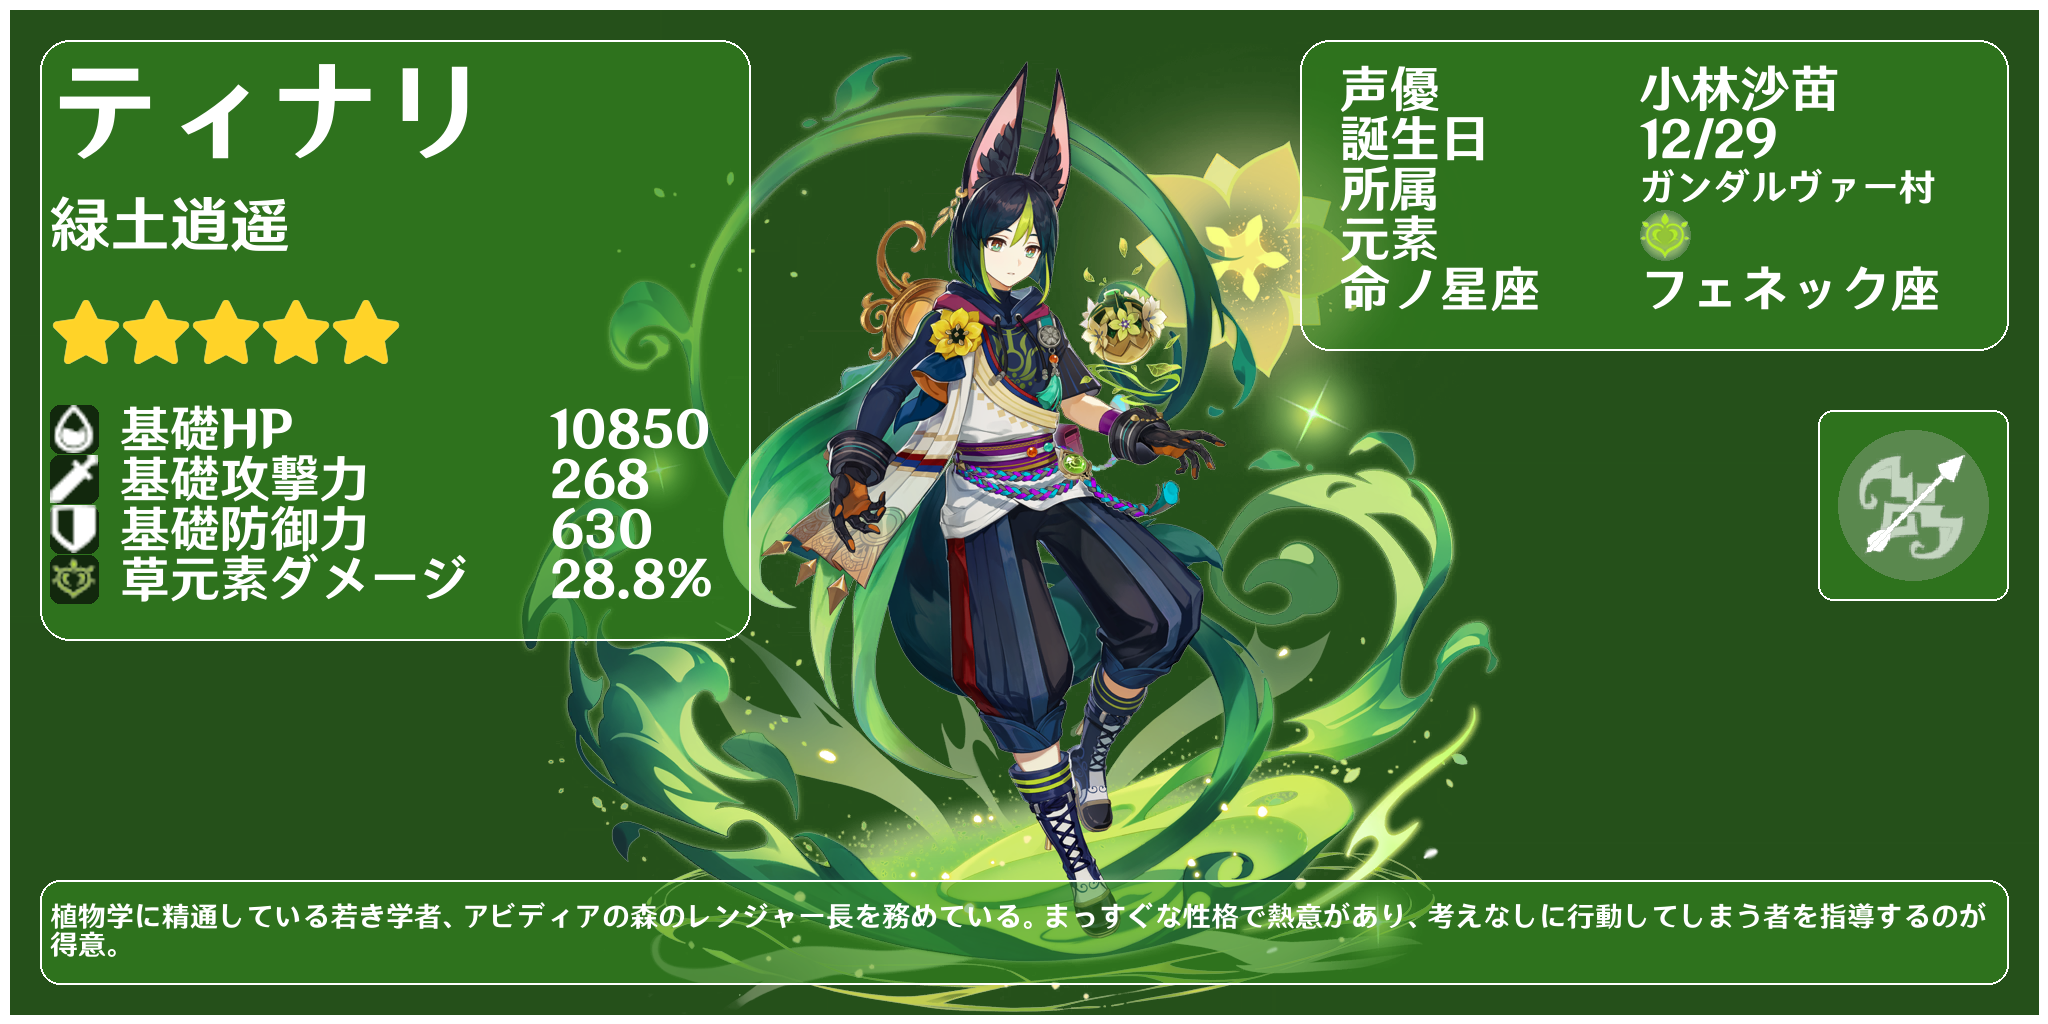 ティナリ
緑土逍遥
基礎HP 10850
基礎攻撃力 268
基礎防御力 630
草元素ダメージ 28.8%
声優 小林沙苗
誕生日 12/29
所属 ガンダルヴァー村
元素
命ノ星座 フェネック座
植物学に精通している若き学者、アビディアの森のレンジャー長を務めている。まっすぐな性格で熱意があり、考えなしに行動してしまう者を指導するのが
得意。